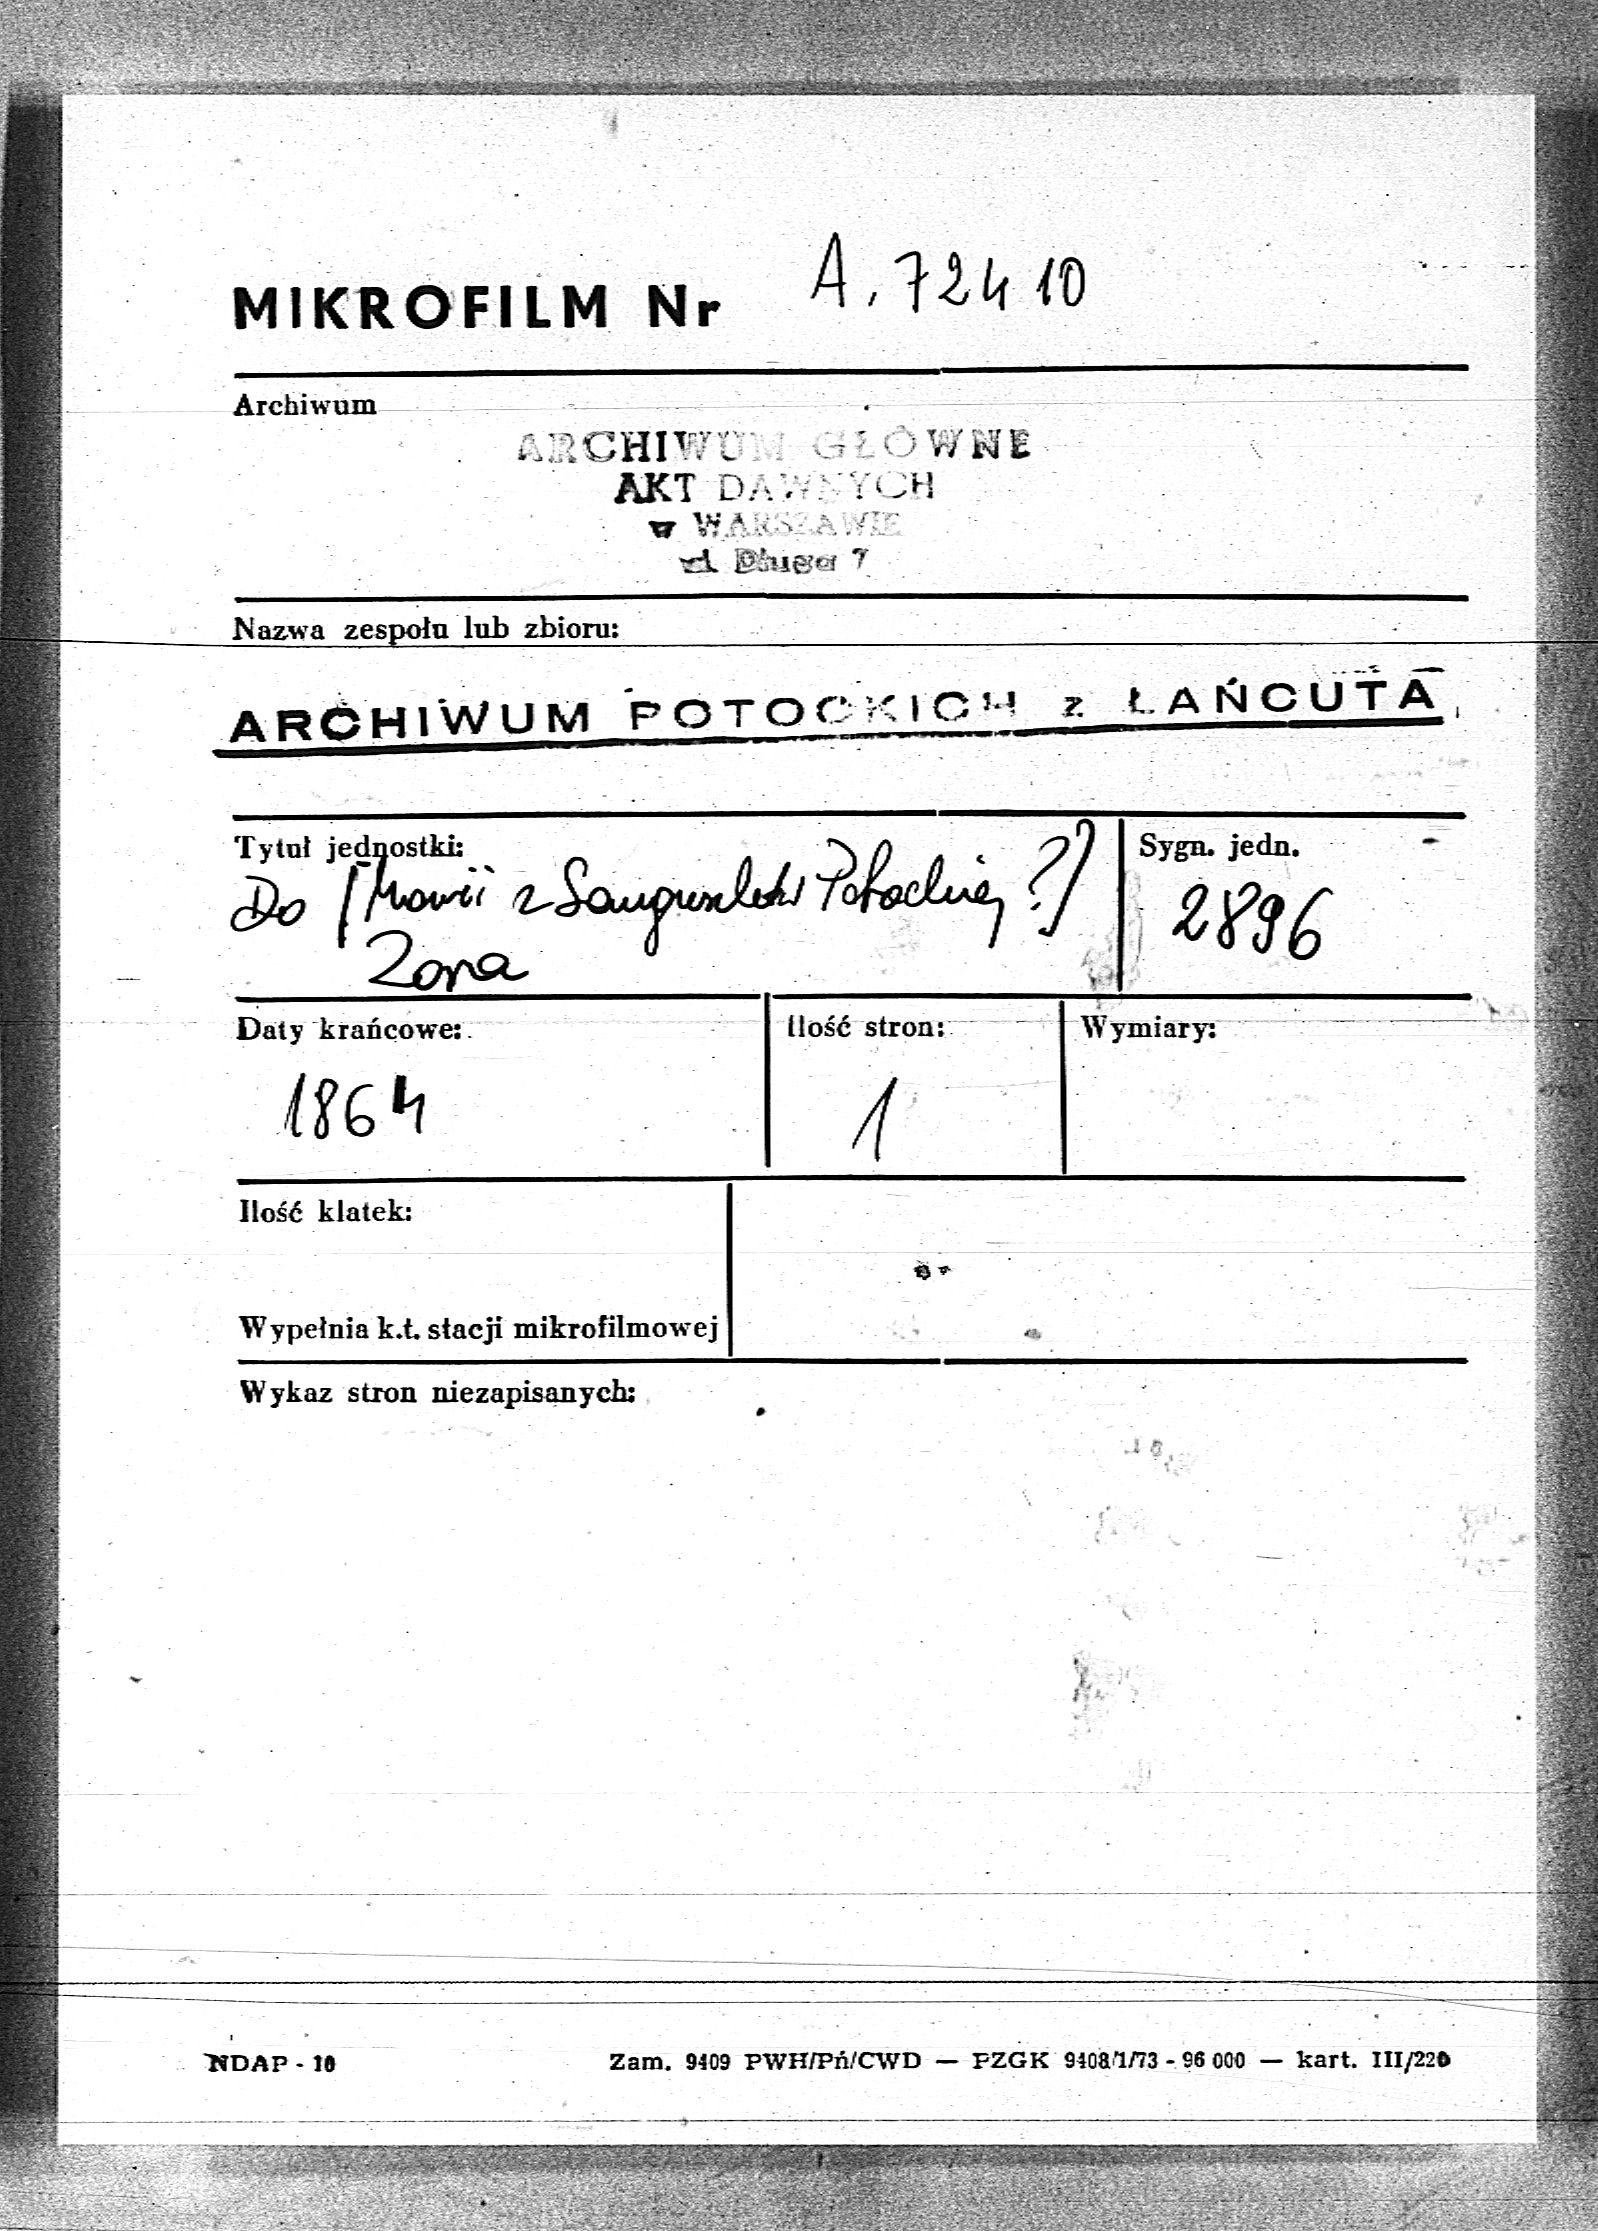 MIKROFILM Nr A. 72410
Archiwum
ARCHIWUM GŁÓWNE
AKT DAWNYCH
w WARSZAWIE
ul. Długa 7
Nazwa zespołu lub zbioru:
ARCHIWUM POTOCKICH z ŁAŃCUTA
Tytuł jednostki: Sygn. jedn.
Do [Marii z Sanguszków Potockiej ?] 2896
Zora
Daty krańcowe: Ilość stron: Wymiary:
1864 1
Ilość klatek:
Wypełnia k.t. stacji mikrofilmowej
Wykaz stron niezapisanych:
NDAP - 10 Zam. 9409 PWH/Pń/CWD — PZGK 9408/1/73 - 96 000 — kart. III/220